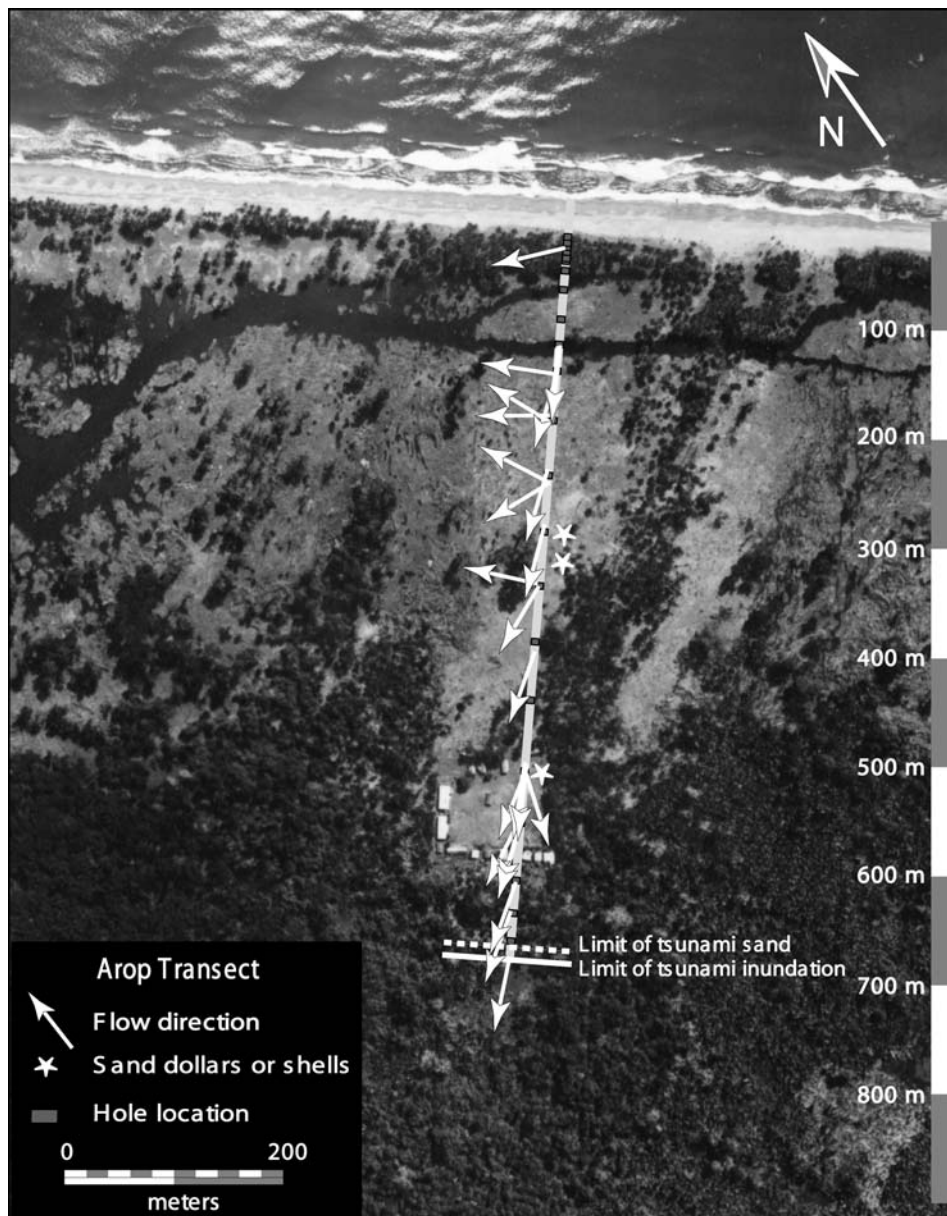 N
100 m
200 m
300 m
400 m
500 m
600 m
Limit of tsunami sand
Limit of tsunami inundation
700 m
800 m
Arop Transect
Flow direction
Sand dollars or shells
Hole location
0 200
meters